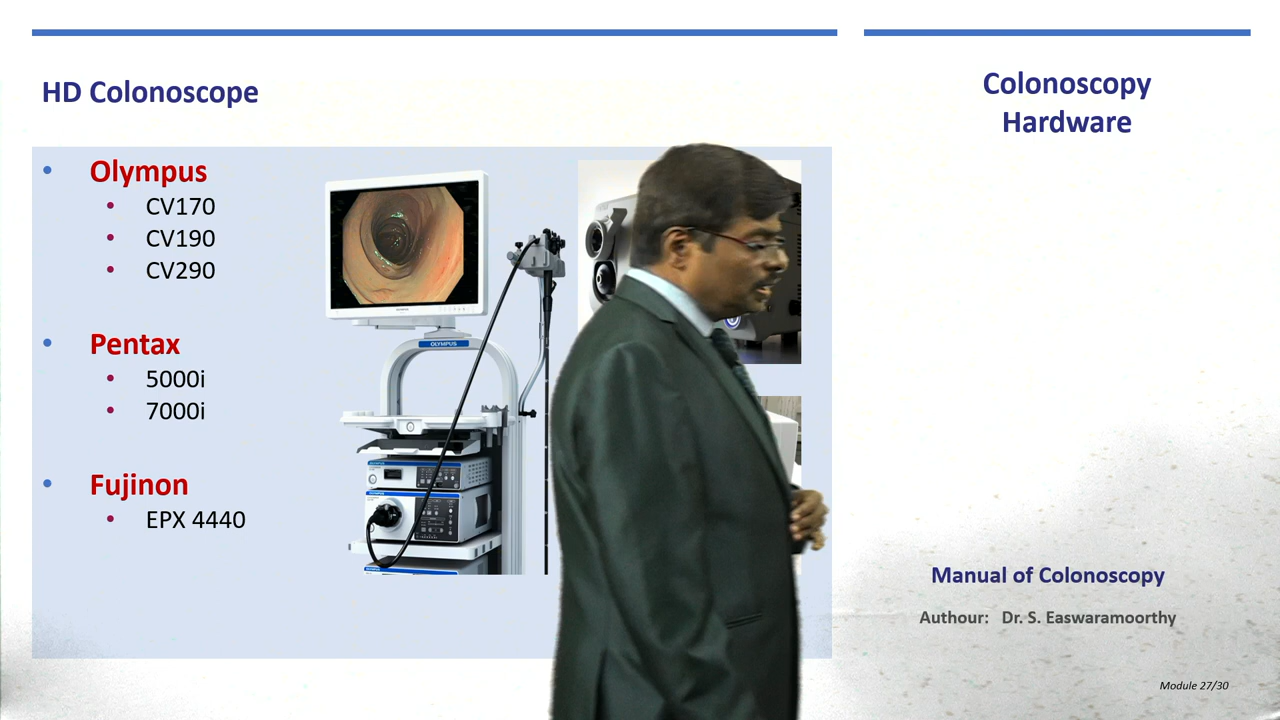 HD Colonoscope
Olympus
CV170
CV190
CV290
Pentax
5000i
7000i
Fujinon
EPX 4440
OLYMPUS
Colonoscopy
Hardware
Manual of Colonoscopy
Authour: Dr. S. Easwaramoorthy
Module 27/30